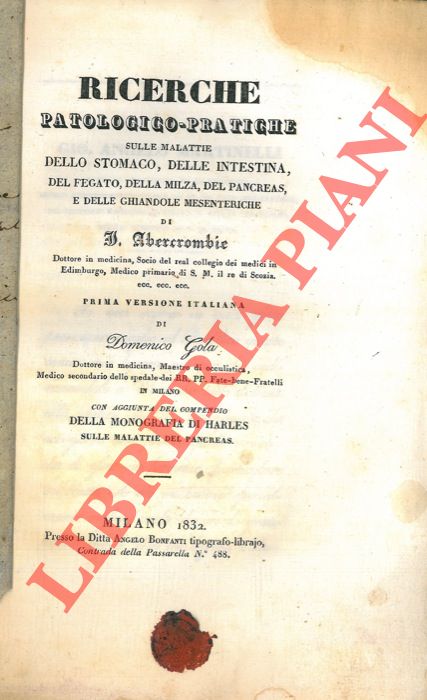 RICERCHE
PATOLOGICO-PRATICHE
SULLE MALATTIE
DELLO STOMACO, DELLE INTESTINA,
DEL FEGATO, DELLA MILZA, DEL PANCREAS,
E DELLE GHIANDOLE MESENTERICHE
DI
J. Abercrombie
Dottore in medicina, Socio del real collegio dei medici in
Edimburgo, Medico primario di S. M. il re di Scozia.
ecc. ecc. ecc.
PRIMA VERSIONE ITALIANA
DI
Domenico Gola
Dottore in medicina, Maestro di occulistica,
Medico secondario dello spedale dei RR. PP. Fate-bene-Fratelli
IN MILANO
CON AGGIUNTA DEL COMPENDIO
DELLA MONOGRAFIA DI HARLES
SULLE MALATTIE DEL PANCREAS.
MILANO 1832.
Presso la Ditta ANGELO BONFANTI tipografo-librajo,
Contrada della Passarella N.° 488.
LIBRERIA PIANI